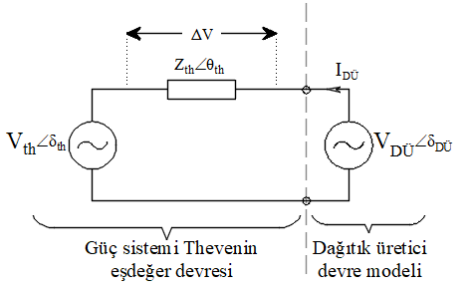 ΔV
Z_th∠θ_th
I_DÜ
V_th∠δ_th
V_DÜ∠δ_DÜ
Güç sistemi Thevenin
eşdeğer devresi
Dağıtık üretici
devre modeli